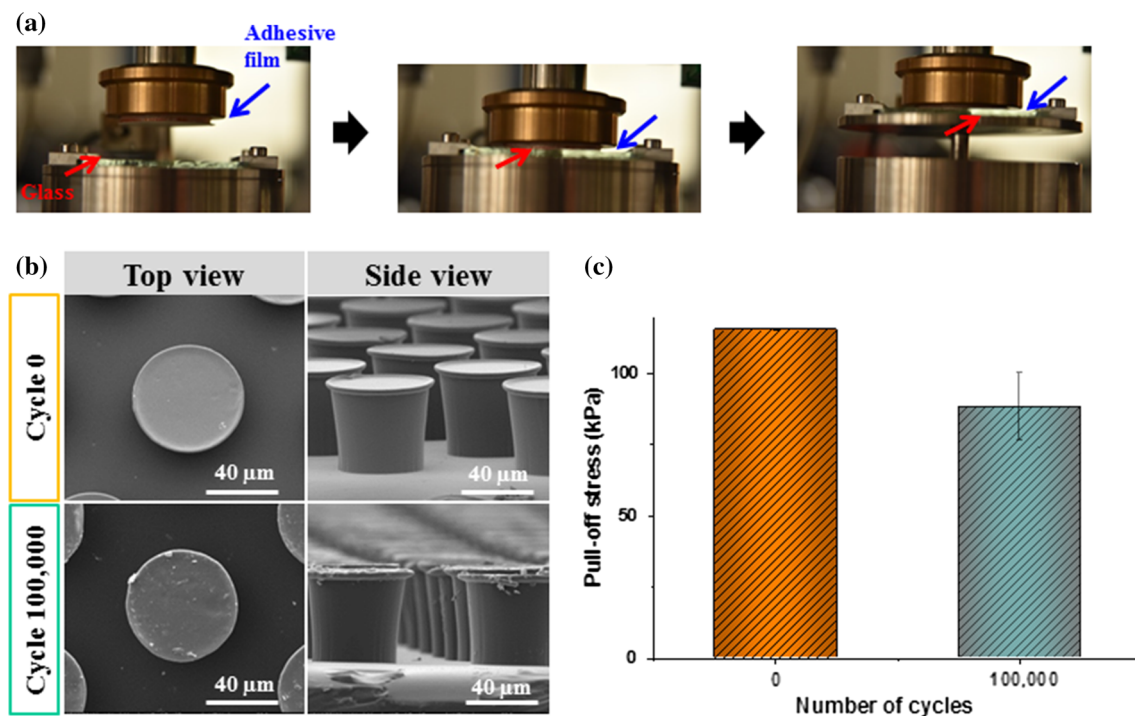 (a)
Adhesive
film
Glass
(b)
Top view
Side view
Cycle 0
40 µm
40 µm
Cycle 100,000
40 µm
40 µm
(c)
Pull-off stress (kPa)
100
50
0
0
100,000
Number of cycles